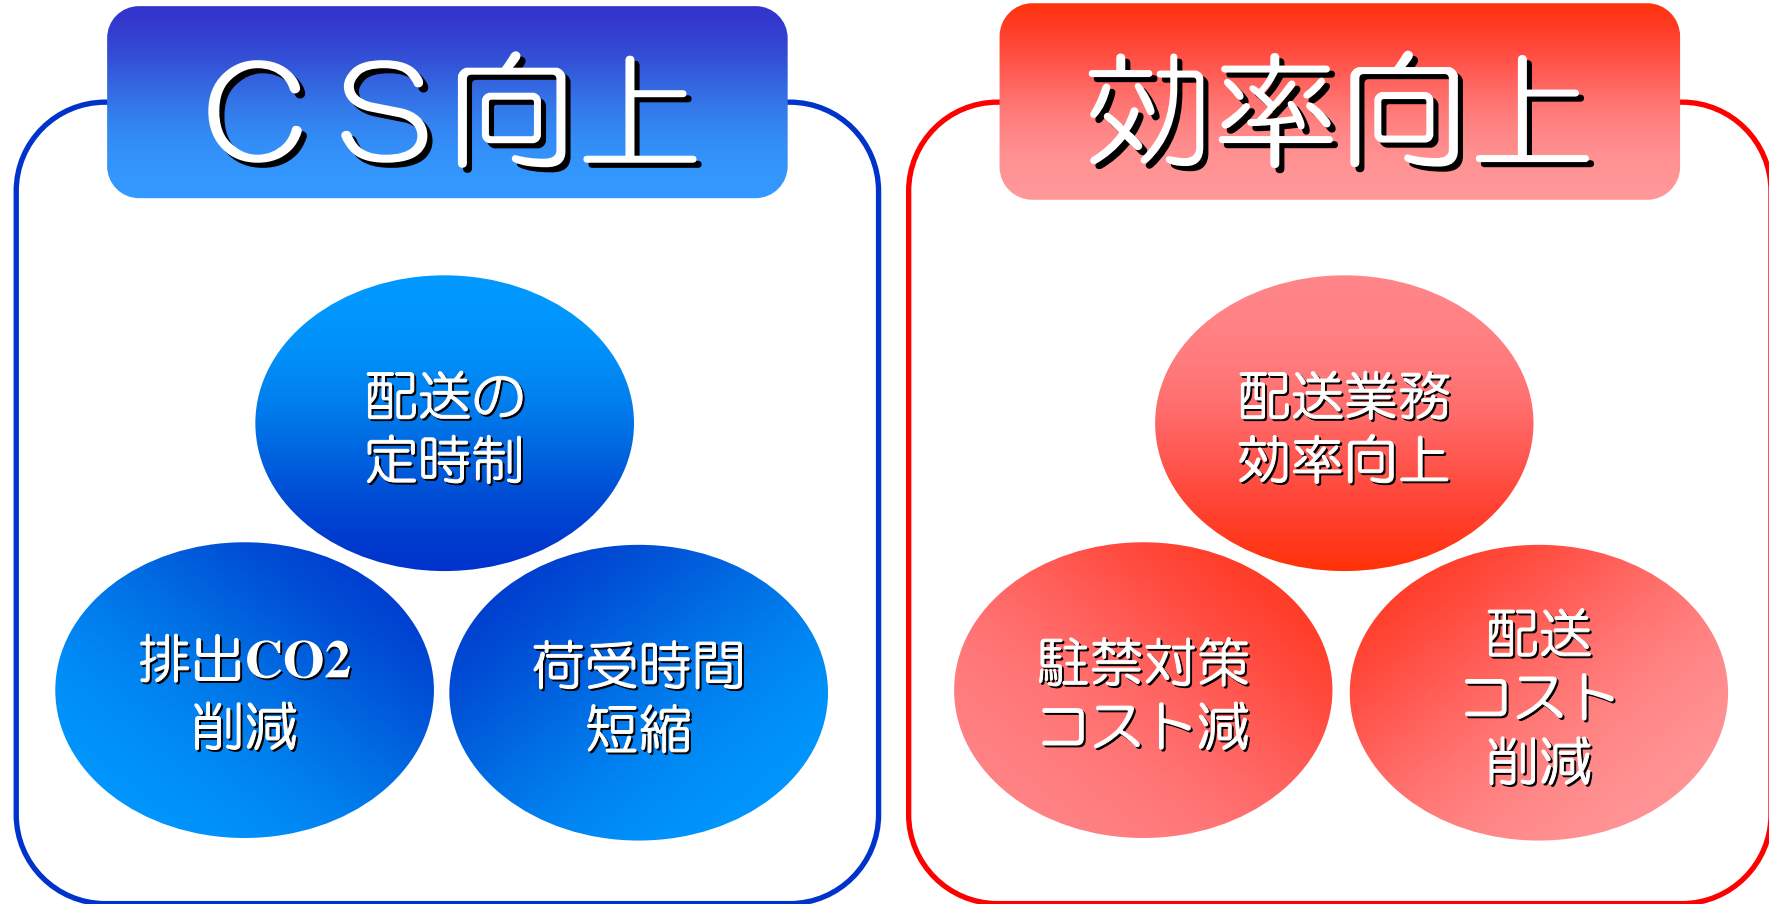 ＣＳ向上
配送の
定時制
排出CO2
削減
荷受時間
短縮
効率向上
配送業務
効率向上
駐禁対策
コスト減
配送
コスト
削減